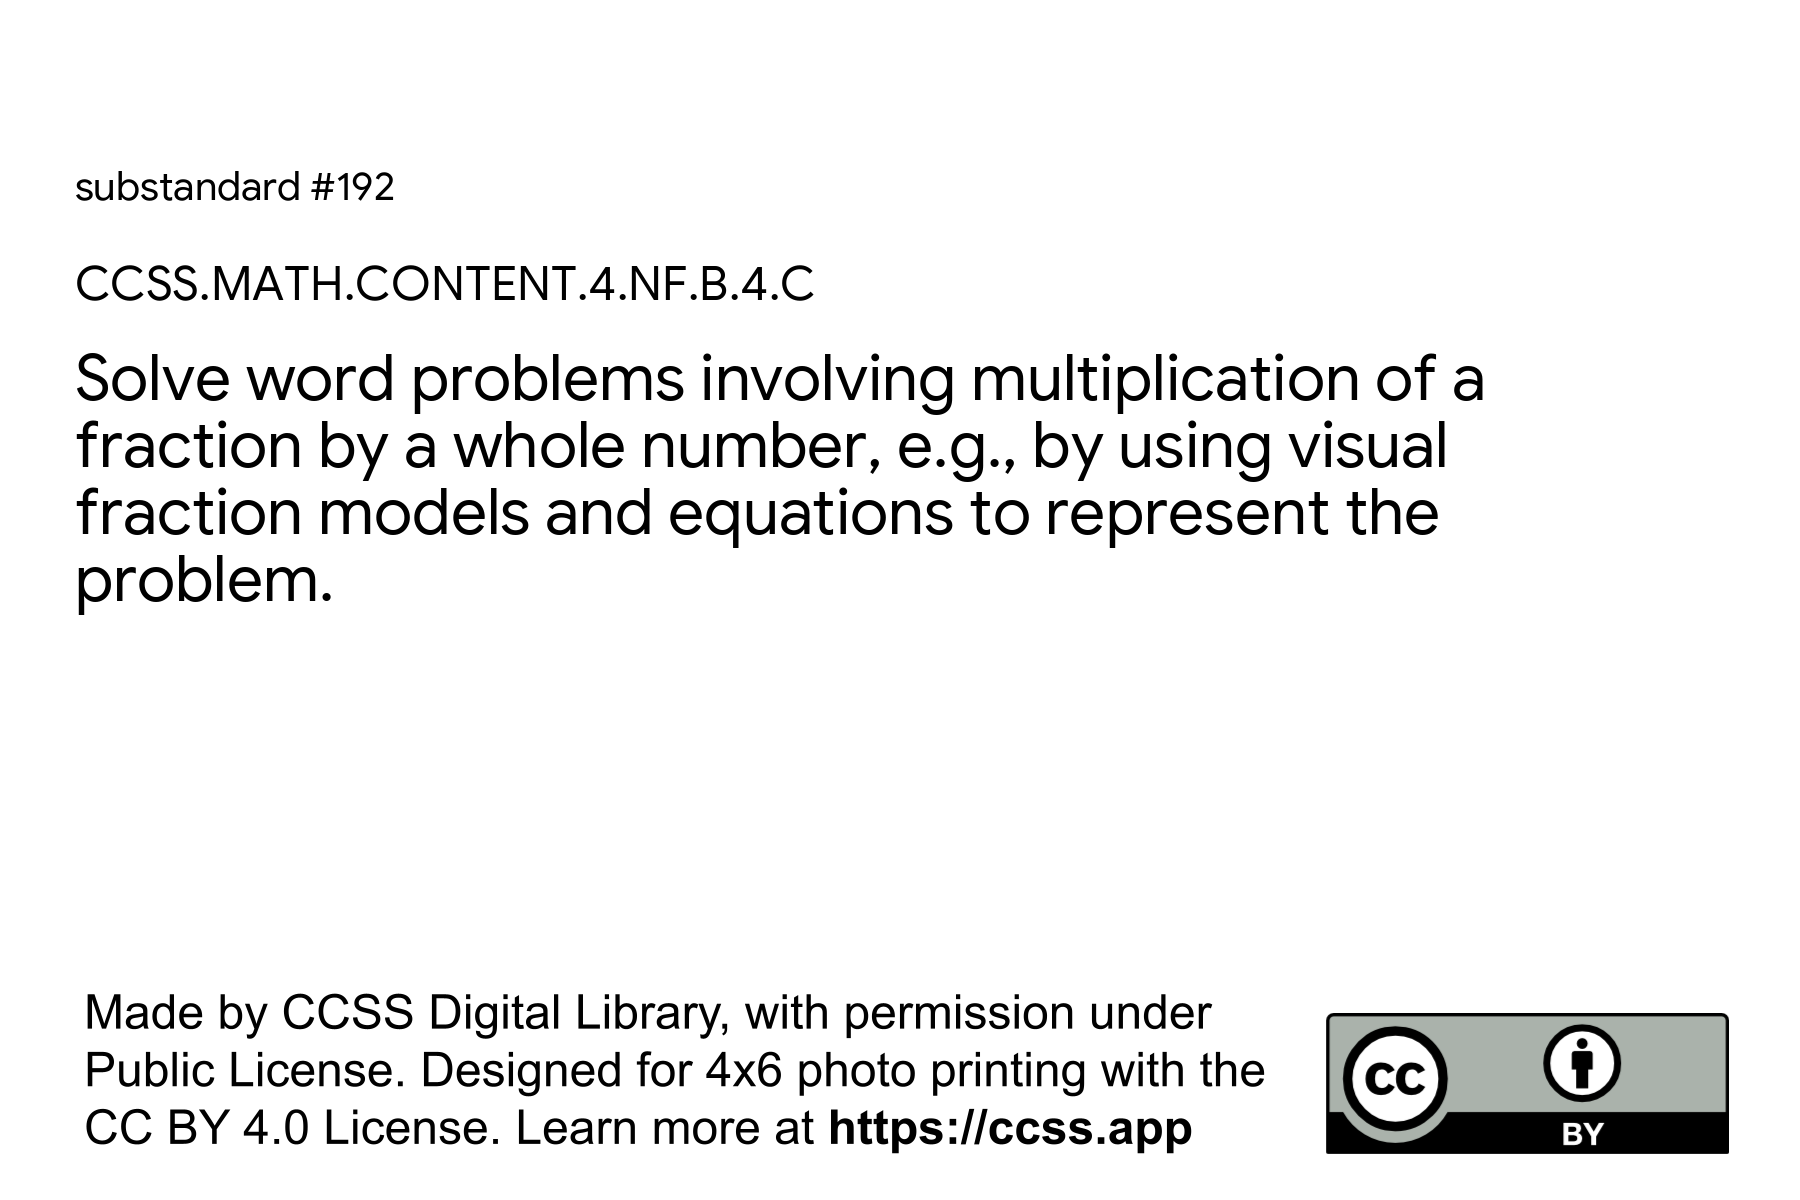 substandard #192
CCSS.MATH.CONTENT.4.NF.B.4.C
Solve word problems involving multiplication of a
fraction by a whole number, e.g., by using visual
fraction models and equations to represent the
problem.
Made by CCSS Digital Library, with permission under
Public License. Designed for 4x6 photo printing with the
CC BY 4.0 License. Learn more at https://ccss.app
cc
BY